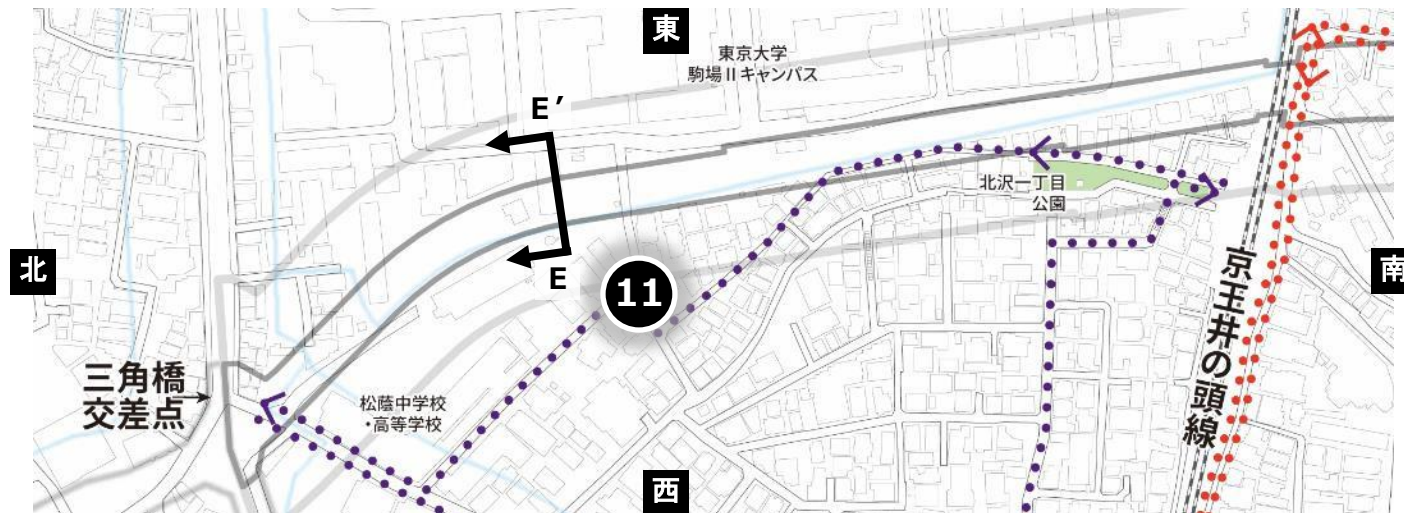 東
東京大学
駒場Ⅱキャンパス
E′
北沢一丁目
公園
北
E
11
南
京王井の頭線
三角橋
交差点
松蔭中学校
・高等学校
西